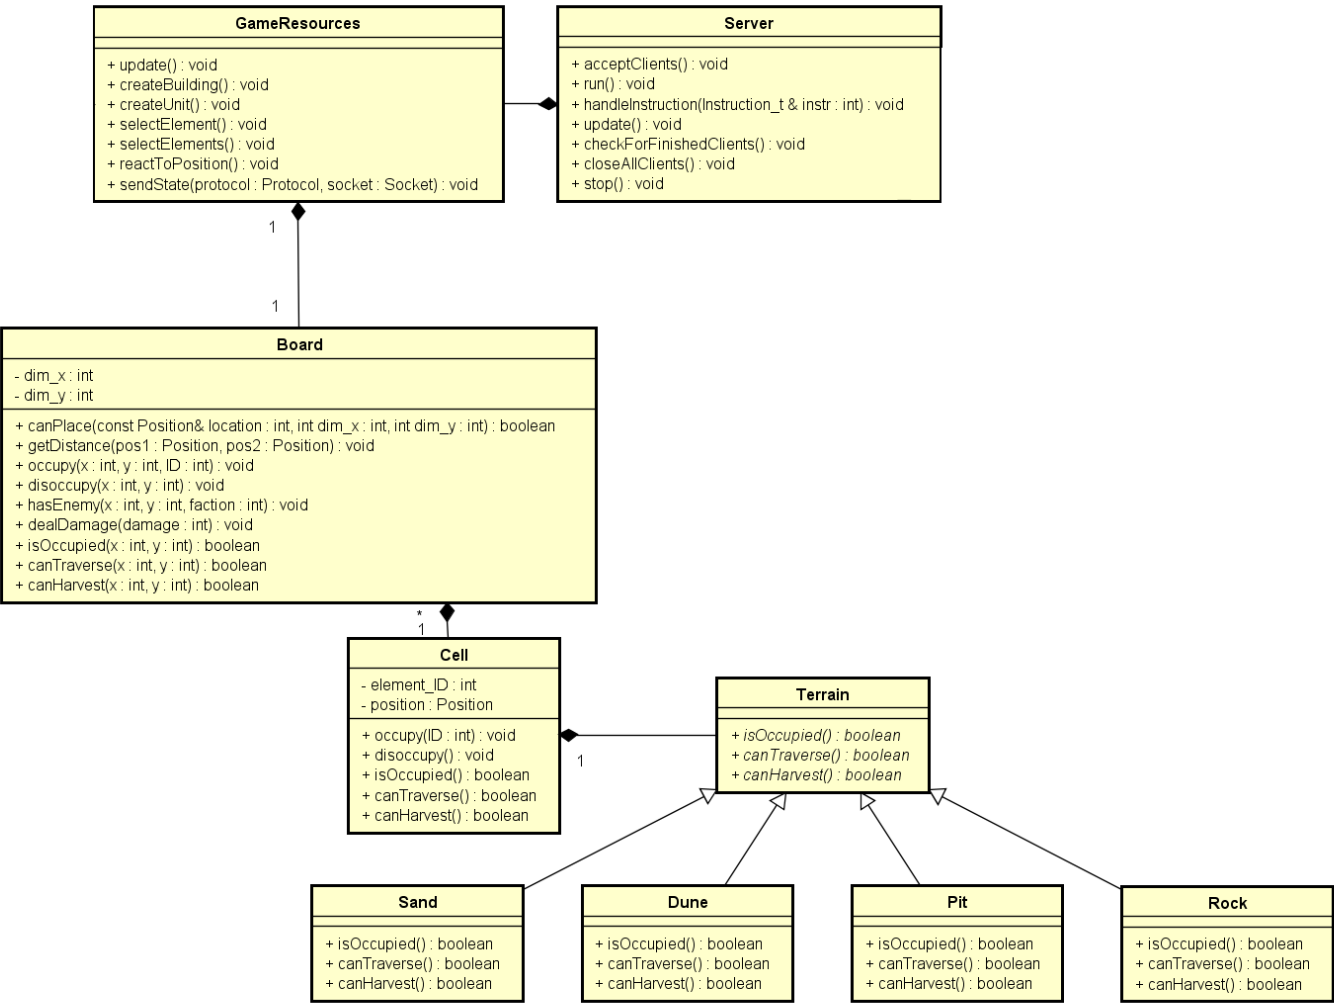 GameResources
+ update() : void
+ createBuilding() : void
+ createUnit() : void
+ selectElement() : void
+ selectElements() : void
+ reactToPosition() : void
+ sendState(protocol : Protocol, socket : Socket) : void
Server
+ acceptClients() : void
+ run() : void
+ handleInstruction(Instruction_t & instr : int) : void
+ update() : void
+ checkForFinishedClients() : void
+ closeAllClients() : void
+ stop() : void
1
1
Board
- dim_x : int
- dim_y : int
+ canPlace(const Position& location : int, int dim_x : int, int dim_y : int) : boolean
+ getDistance(pos1 : Position, pos2 : Position) : void
+ occupy(x : int, y : int, ID : int) : void
+ disoccupy(x : int, y : int) : void
+ hasEnemy(x : int, y : int, faction : int) : void
+ dealDamage(damage : int) : void
+ isOccupied(x : int, y : int) : boolean
+ canTraverse(x : int, y : int) : boolean
+ canHarvest(x : int, y : int) : boolean
*
1
Cell
- element_ID : int
- position : Position
+ occupy(ID : int) : void
+ disoccupy() : void
+ isOccupied() : boolean
+ canTraverse() : boolean
+ canHarvest() : boolean
1
Terrain
+ isOccupied() : boolean
+ canTraverse() : boolean
+ canHarvest() : boolean
Sand
+ isOccupied() : boolean
+ canTraverse() : boolean
+ canHarvest() : boolean
Dune
+ isOccupied() : boolean
+ canTraverse() : boolean
+ canHarvest() : boolean
Pit
+ isOccupied() : boolean
+ canTraverse() : boolean
+ canHarvest() : boolean
Rock
+ isOccupied() : boolean
+ canTraverse() : boolean
+ canHarvest() : boolean